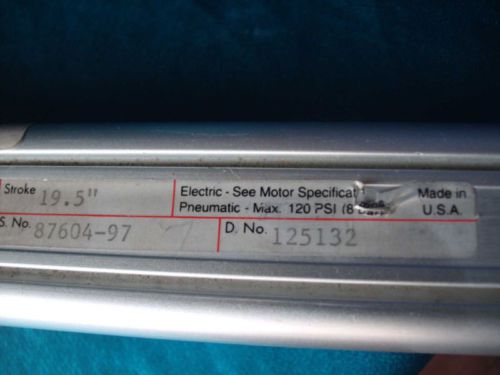 Stroke 19.5" Electric - See Motor Specificat Made in
Pneumatic - Max. 120 PSI (8 U.S.A.
S. No. 87604-97 D. No. 125132